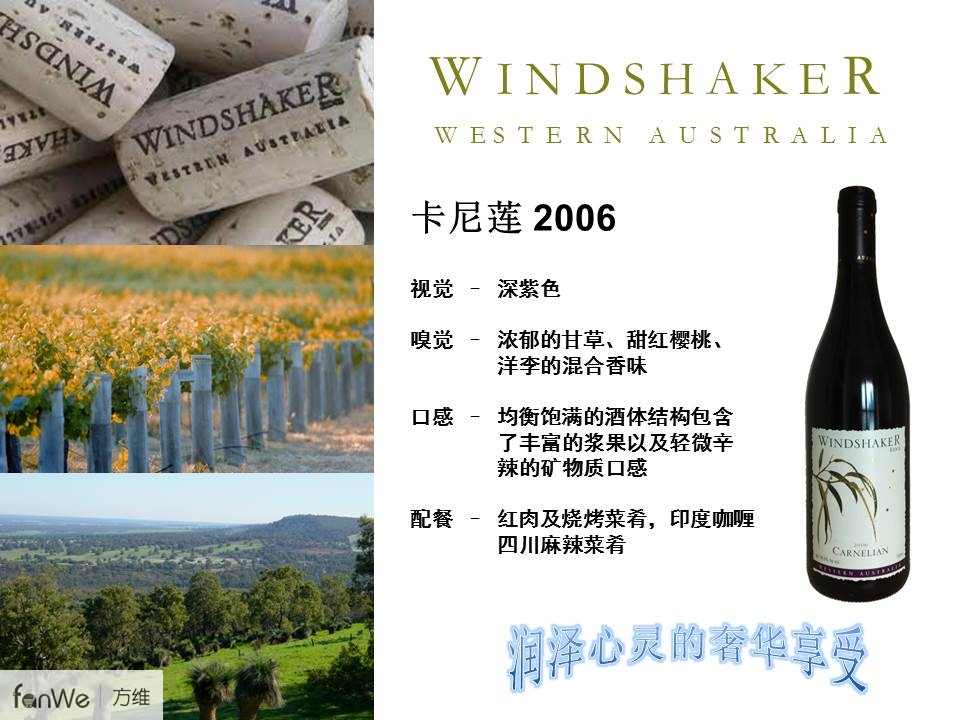 WINDSHAKER
WESTERN AUSTRALIA
WINDSHAKER
WESTERN AUSTRALIA
卡尼莲 2006
视觉 – 深紫色
嗅觉 – 浓郁的甘草、甜红樱桃、
洋李的混合香味
口感 – 均衡饱满的酒体结构包含
了丰富的浆果以及轻微辛
辣的矿物质口感
配餐 – 红肉及烧烤菜肴，印度咖喱
四川麻辣菜肴
WINDSHAKER
RIDGE
2006
CARNELIAN
WESTERN AUSTRALIA
润泽心灵的奢华享受
fanWe 方维